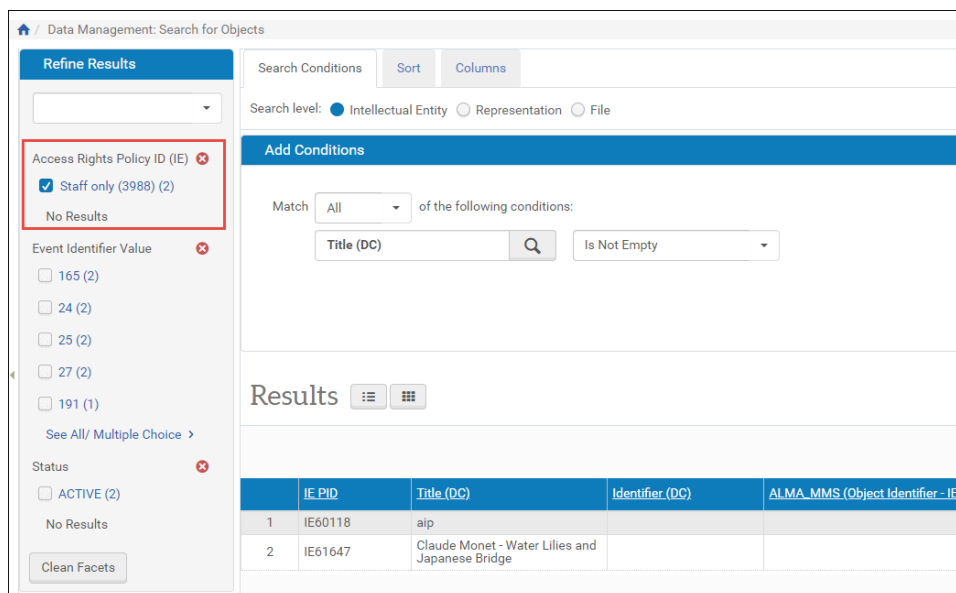 / Data Management: Search for Objects
Refine Results
Access Rights Policy ID (IE)
Staff only (3988) (2)
No Results
Event Identifier Value
165 (2)
24 (2)
25 (2)
27 (2)
191 (1)
See All/ Multiple Choice >
Status
ACTIVE (2)
No Results
Clean Facets
Search Conditions Sort Columns
Search level: Intellectual Entity Representation File
Add Conditions
Match All of the following conditions:
Title (DC) Is Not Empty
Results
IE PID Title (DC) Identifier (DC) ALMA_MMS (Object Identifier - IE
1 IE60118 aip
2 IE61647 Claude Monet - Water Lilies and
Japanese Bridge